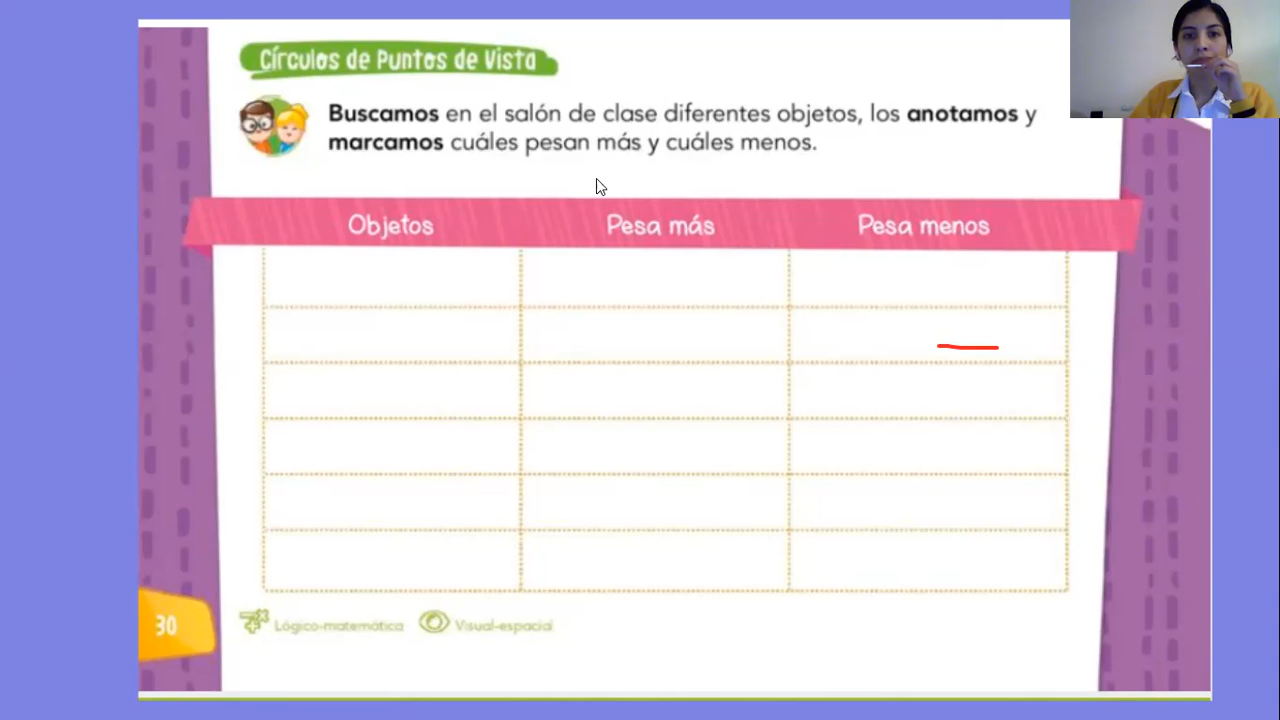 Círculos de Puntos de Vista
Buscamos en el salón de clase diferentes objetos, los anotamos y
marcamos cuáles pesan más y cuáles menos.
Objetos Pesa más Pesa menos
30 Lógico-matemática Visual-espacial